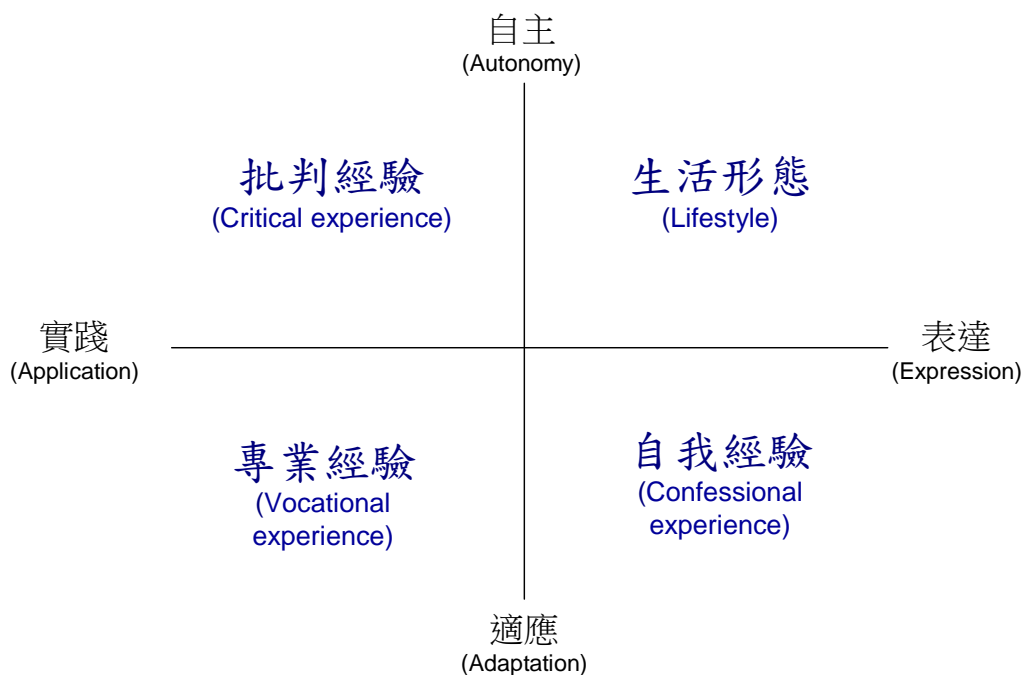 自主
(Autonomy)
批判經驗
(Critical experience)
生活形態
(Lifestyle)
實踐
(Application)
表達
(Expression)
專業經驗
(Vocational
experience)
自我經驗
(Confessional
experience)
適應
(Adaptation)